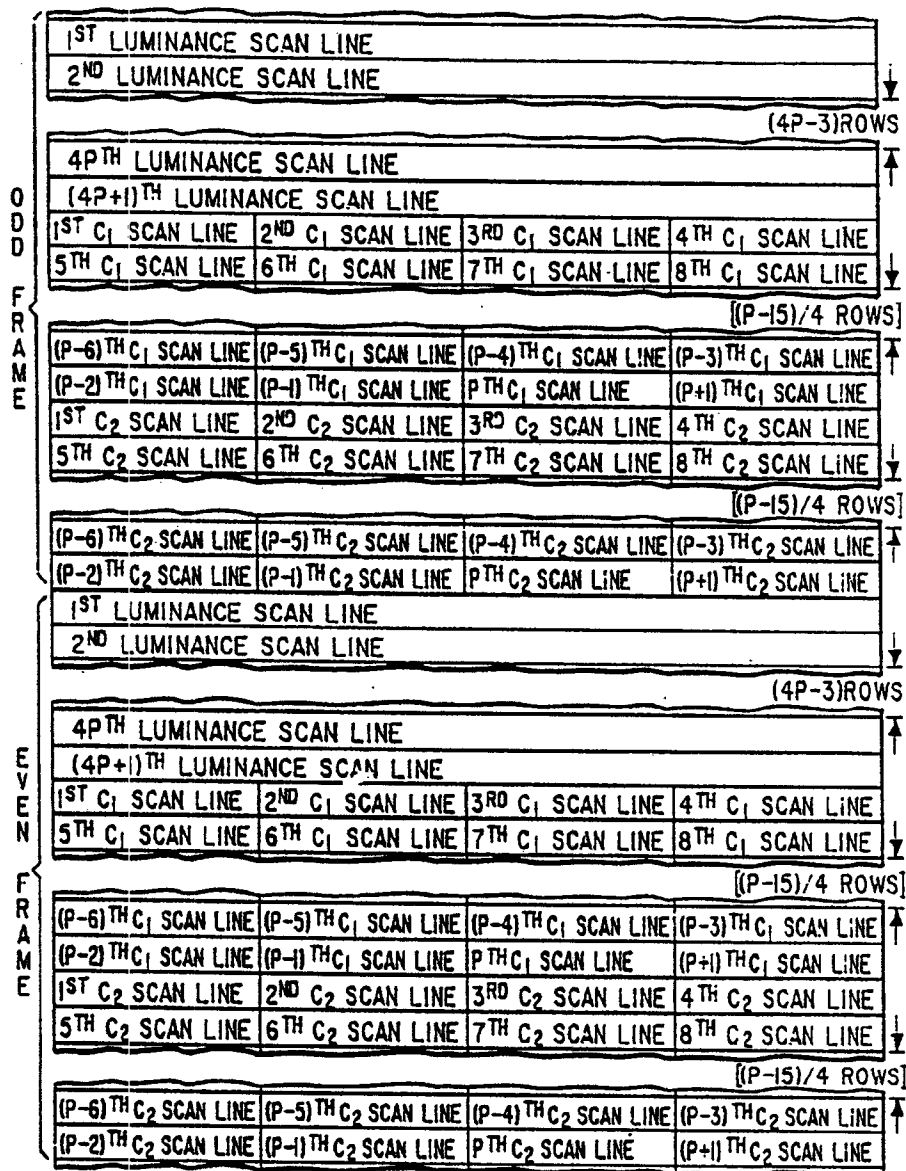 1ST LUMINANCE SCAN LINE
2ND LUMINANCE SCAN LINE
(4P-3)ROWS
4PTH LUMINANCE SCAN LINE
(4P+1)TH LUMINANCE SCAN LINE
1ST C1 SCAN LINE 2ND C1 SCAN LINE 3RD C1 SCAN LINE 4TH C1 SCAN LINE
5TH C1 SCAN LINE 6TH C1 SCAN LINE 7TH C1 SCAN LINE 8TH C1 SCAN LINE
[(P-15)/4 ROWS]
(P-6)TH C1 SCAN LINE (P-5)TH C1 SCAN LINE (P-4)TH C1 SCAN LINE (P-3)TH C1 SCAN LINE
(P-2)TH C1 SCAN LINE (P-1)TH C1 SCAN LINE PTH C1 SCAN LINE (P+1)TH C1 SCAN LINE
1ST C2 SCAN LINE 2ND C2 SCAN LINE 3RD C2 SCAN LINE 4TH C2 SCAN LINE
5TH C2 SCAN LINE 6TH C2 SCAN LINE 7TH C2 SCAN LINE 8TH C2 SCAN LINE
[(P-15)/4 ROWS]
(P-6)TH C2 SCAN LINE (P-5)TH C2 SCAN LINE (P-4)TH C2 SCAN LINE (P-3)TH C2 SCAN LINE
(P-2)TH C2 SCAN LINE (P-1)TH C2 SCAN LINE PTH C2 SCAN LINE (P+1)TH C2 SCAN LINE
ODD FRAME
1ST LUMINANCE SCAN LINE
2ND LUMINANCE SCAN LINE
(4P-3)ROWS
4PTH LUMINANCE SCAN LINE
(4P+1)TH LUMINANCE SCAN LINE
1ST C1 SCAN LINE 2ND C1 SCAN LINE 3RD C1 SCAN LINE 4TH C1 SCAN LINE
5TH C1 SCAN LINE 6TH C1 SCAN LINE 7TH C1 SCAN LINE 8TH C1 SCAN LINE
[(P-15)/4 ROWS]
(P-6)TH C1 SCAN LINE (P-5)TH C1 SCAN LINE (P-4)TH C1 SCAN LINE (P-3)TH C1 SCAN LINE
(P-2)TH C1 SCAN LINE (P-1)TH C1 SCAN LINE PTH C1 SCAN LINE (P+1)TH C1 SCAN LINE
1ST C2 SCAN LINE 2ND C2 SCAN LINE 3RD C2 SCAN LINE 4TH C2 SCAN LINE
5TH C2 SCAN LINE 6TH C2 SCAN LINE 7TH C2 SCAN LINE 8TH C2 SCAN LINE
[(P-15)/4 ROWS]
(P-6)TH C2 SCAN LINE (P-5)TH C2 SCAN LINE (P-4)TH C2 SCAN LINE (P-3)TH C2 SCAN LINE
(P-2)TH C2 SCAN LINE (P-1)TH C2 SCAN LINE PTH C2 SCAN LINE (P+1)TH C2 SCAN LINE
EVEN FRAME